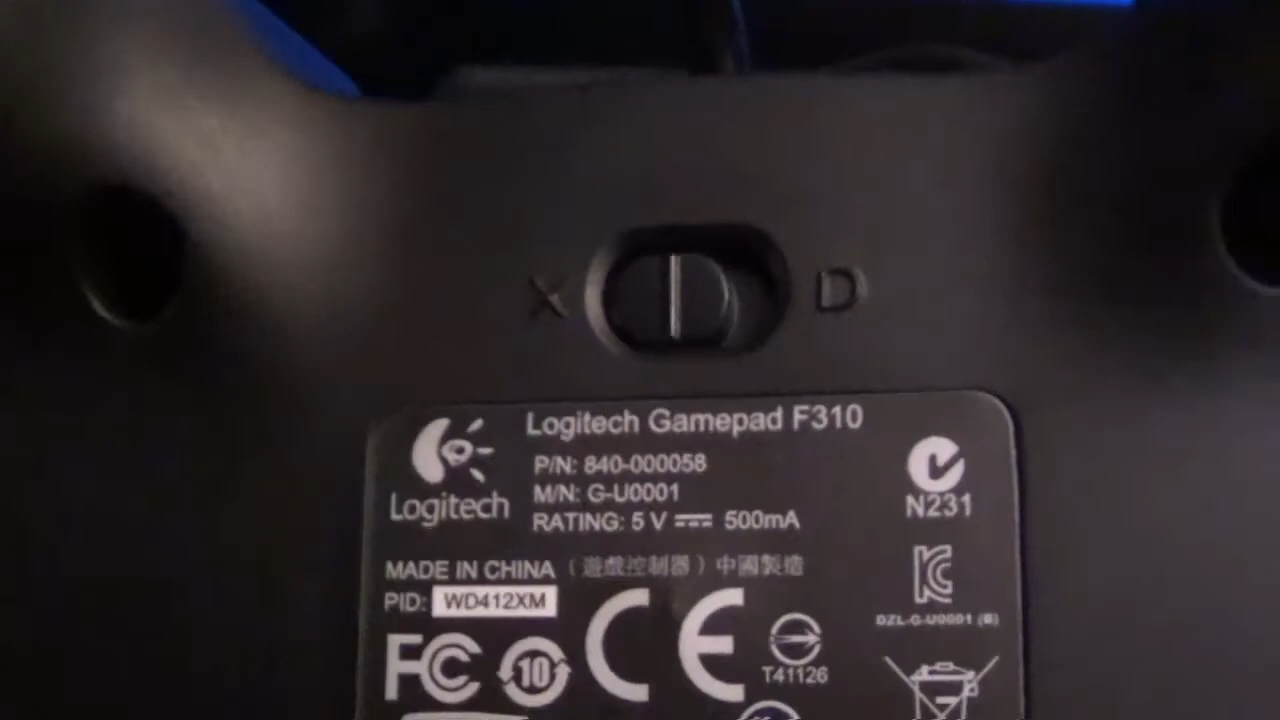 X D
Logitech Gamepad F310
Logitech
P/N: 840-000058
M/N: G-U0001
RATING: 5 V 500mA
N231
MADE IN CHINA (遊戲控制器) 中國製造
PID: WD412XM
DZL-G-U0001 (B)
FC 10 CE
T41126